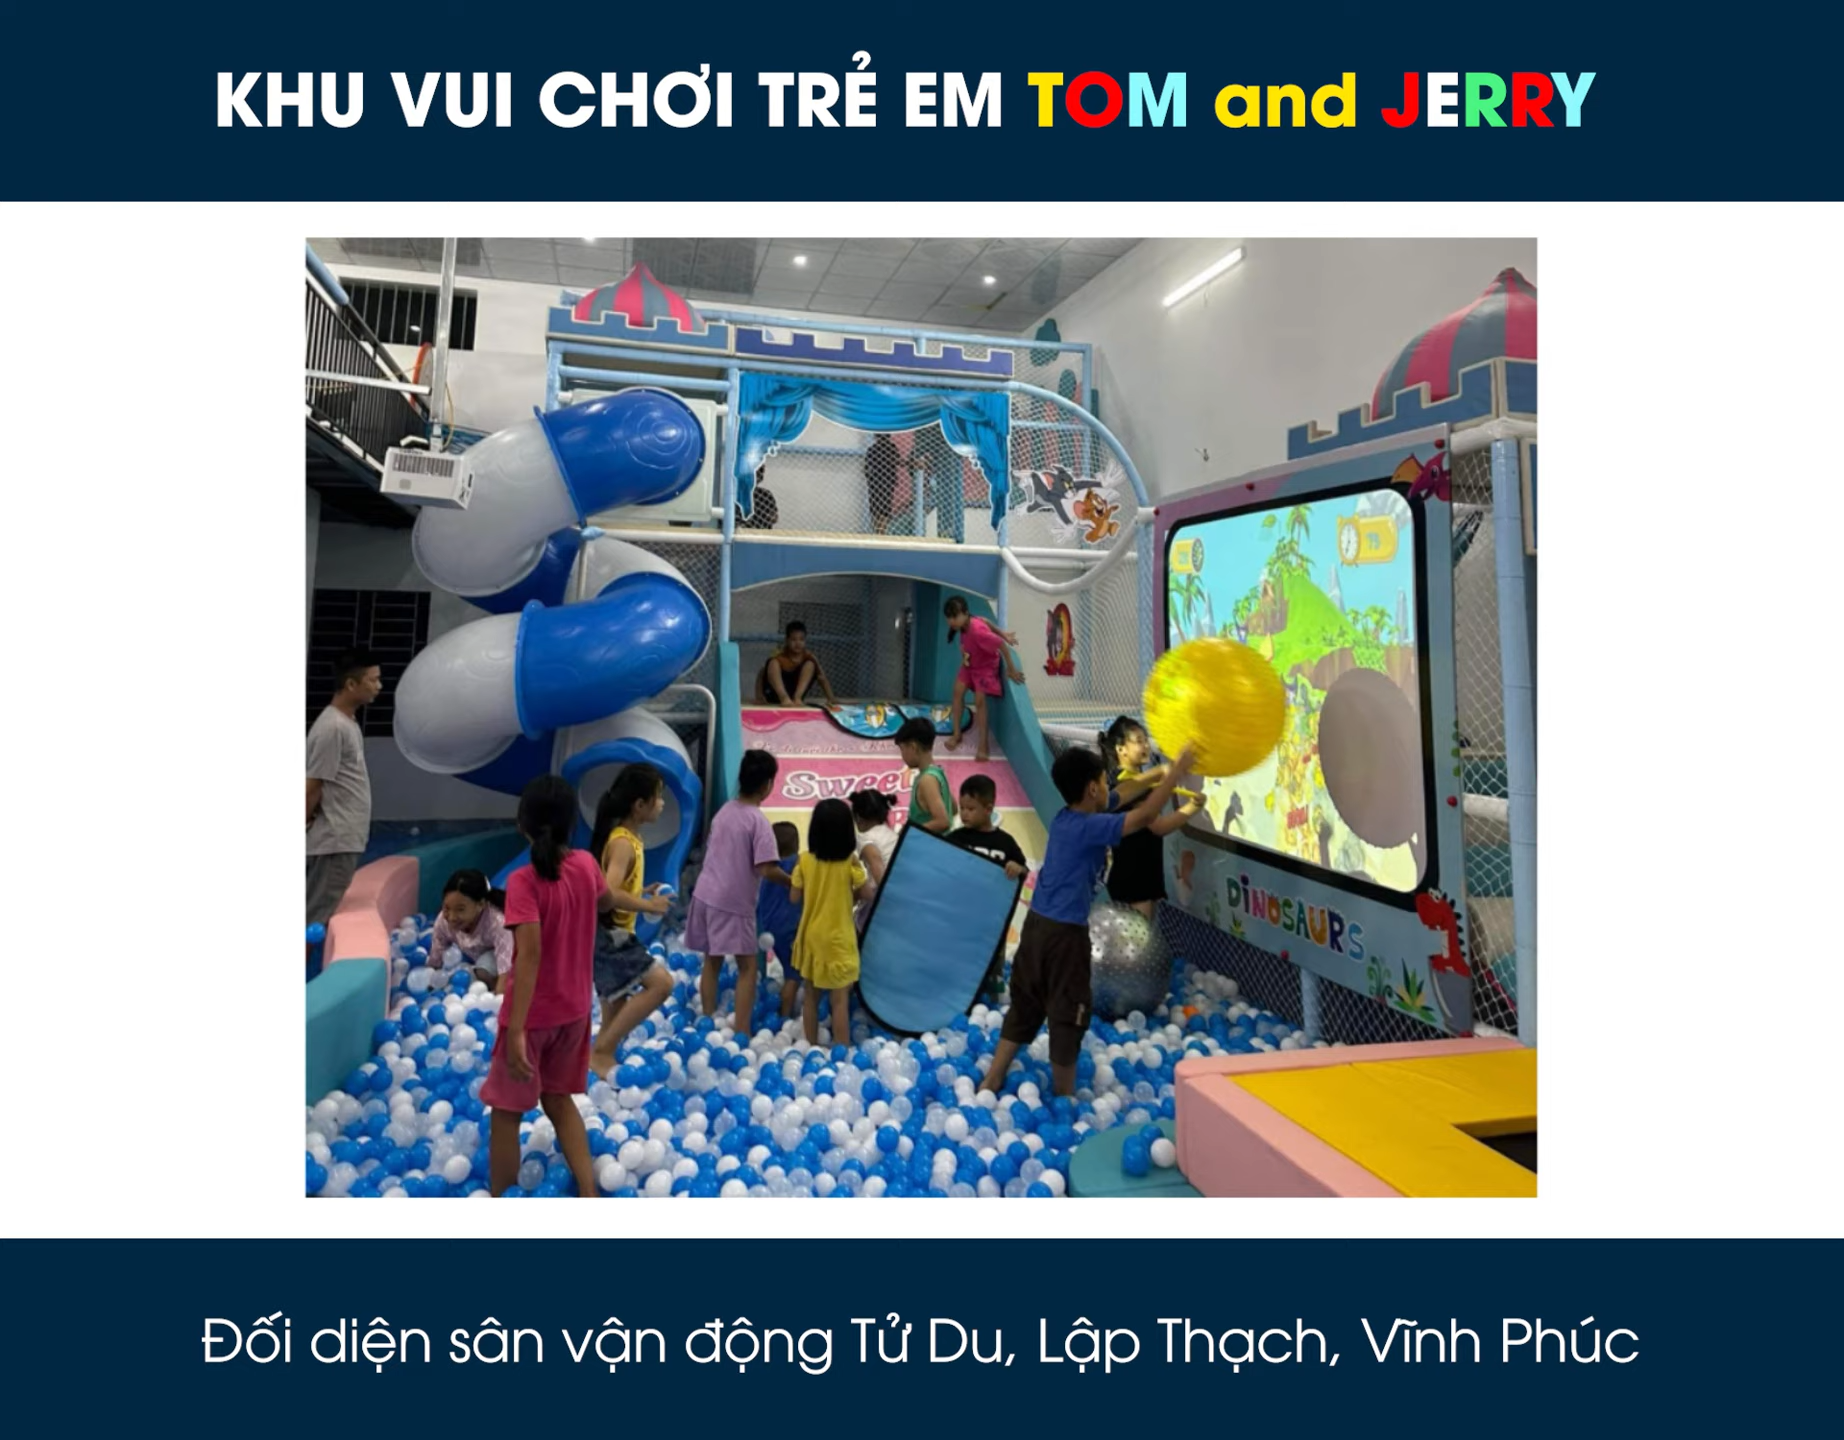 KHU VUI CHƠI TRẺ EM TOM and JERRY
Sweet
DINOSAURS
Đối diện sân vận động Tử Du, Lập Thạch, Vĩnh Phúc